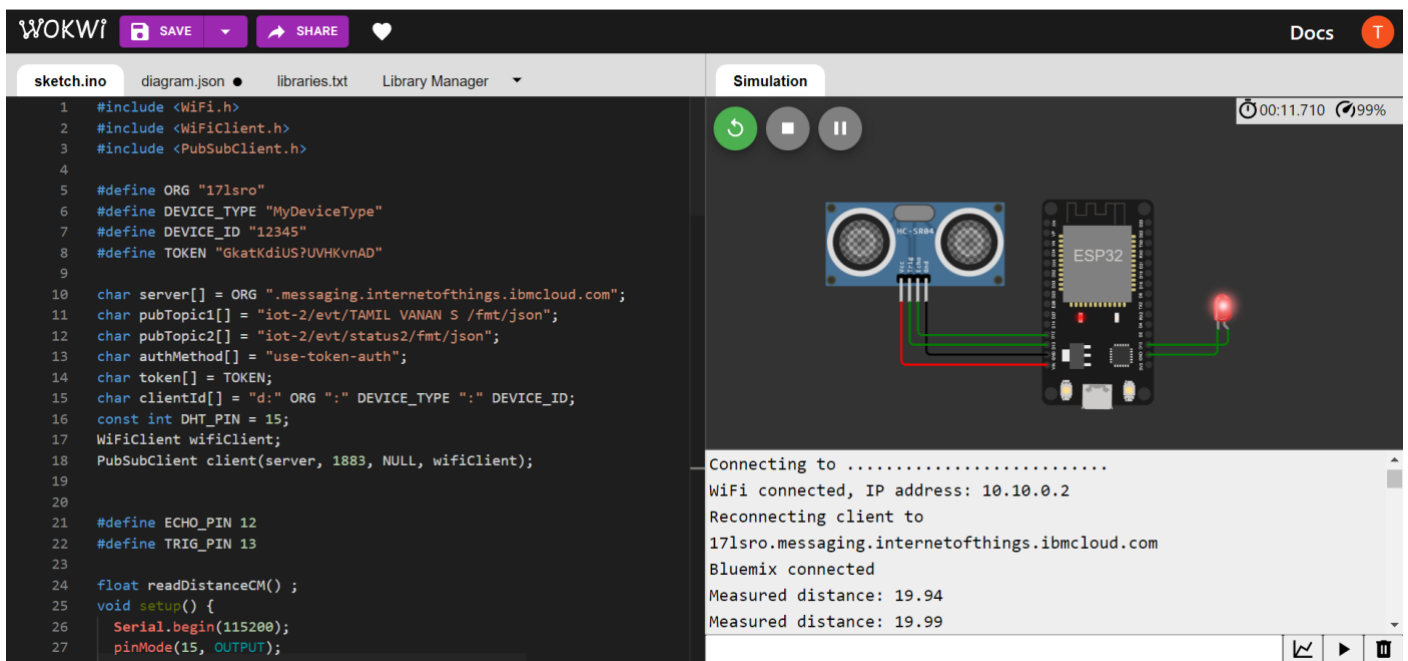 WOKWi SAVE SHARE Docs T
sketch.ino diagram.json ● libraries.txt Library Manager
1 #include <WiFi.h>
2 #include <WiFiClient.h>
3 #include <PubSubClient.h>
4
5 #define ORG "17lsro"
6 #define DEVICE_TYPE "MyDeviceType"
7 #define DEVICE_ID "12345"
8 #define TOKEN "GkatKdiUS?UVHKvnAD"
9
10 char server[] = ORG ".messaging.internetofthings.ibmcloud.com";
11 char pubTopic1[] = "iot-2/evt/TAMIL VANAN S /fmt/json";
12 char pubTopic2[] = "iot-2/evt/status2/fmt/json";
13 char authMethod[] = "use-token-auth";
14 char token[] = TOKEN;
15 char clientId[] = "d:" ORG ":" DEVICE_TYPE ":" DEVICE_ID;
16 const int DHT_PIN = 15;
17 WiFiClient wifiClient;
18 PubSubClient client(server, 1883, NULL, wifiClient);
19
20
21 #define ECHO_PIN 12
22 #define TRIG_PIN 13
23
24 float readDistanceCM() ;
25 void setup() {
26 Serial.begin(115200);
27 pinMode(15, OUTPUT);
Simulation
00:11.710 99%
HC-SR04
Vcc
Trig
Echo
Gnd
ESP32
Connecting to ...........................
WiFi connected, IP address: 10.10.0.2
Reconnecting client to
17lsro.messaging.internetofthings.ibmcloud.com
Bluemix connected
Measured distance: 19.94
Measured distance: 19.99